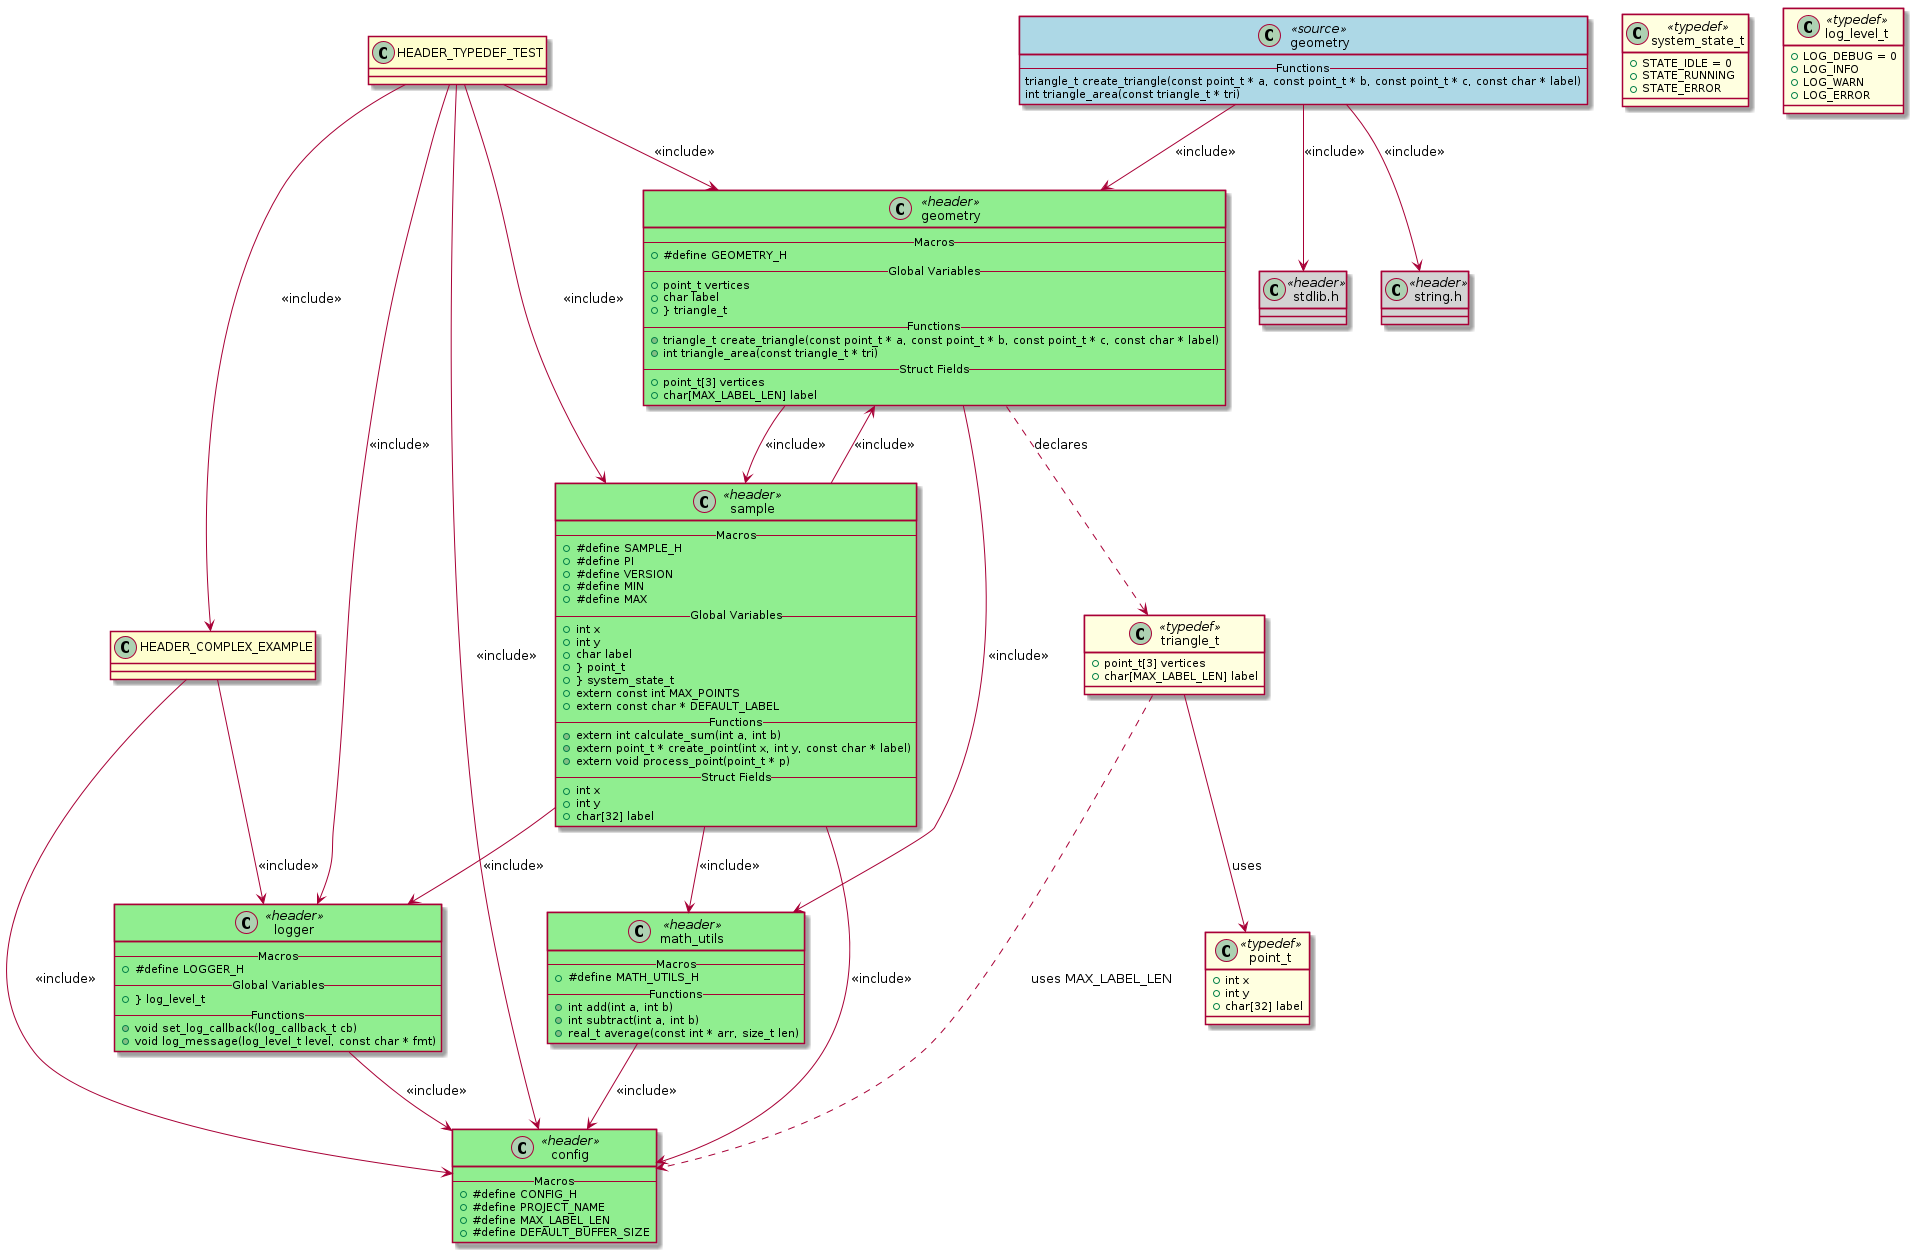 C HEADER_TYPEDEF_TEST
C «source»
geometry
Functions
triangle_t create_triangle(const point_t * a, const point_t * b, const point_t * c, const char * label)
int triangle_area(const triangle_t * tri)
C «typedef»
system_state_t
STATE_IDLE = 0
STATE_RUNNING
STATE_ERROR
C «typedef»
log_level_t
LOG_DEBUG = 0
LOG_INFO
LOG_WARN
LOG_ERROR
«include»
«include»
«include»
«include»
C «header»
geometry
Macros
#define GEOMETRY_H
Global Variables
point_t vertices
char label
} triangle_t
Functions
triangle_t create_triangle(const point_t * a, const point_t * b, const point_t * c, const char * label)
int triangle_area(const triangle_t * tri)
Struct Fields
point_t[3] vertices
char[MAX_LABEL_LEN] label
C «header»
stdlib.h
C «header»
string.h
«include»
«include»
«include»
«include»
«include»
declares
C «header»
sample
Macros
#define SAMPLE_H
#define PI
#define VERSION
#define MIN
#define MAX
Global Variables
int x
int y
char label
} point_t
} system_state_t
extern const int MAX_POINTS
extern const char * DEFAULT_LABEL
Functions
extern int calculate_sum(int a, int b)
extern point_t * create_point(int x, int y, const char * label)
extern void process_point(point_t * p)
Struct Fields
int x
int y
char[32] label
C HEADER_COMPLEX_EXAMPLE
«include»
«include»
C «typedef»
triangle_t
point_t[3] vertices
char[MAX_LABEL_LEN] label
«include»
«include»
«include»
uses
C «header»
logger
Macros
#define LOGGER_H
Global Variables
} log_level_t
Functions
void set_log_callback(log_callback_t cb)
void log_message(log_level_t level, const char * fmt)
C «header»
math_utils
Macros
#define MATH_UTILS_H
Functions
int add(int a, int b)
int subtract(int a, int b)
real_t average(const int * arr, size_t len)
C «typedef»
point_t
int x
int y
char[32] label
«include»
«include»
uses MAX_LABEL_LEN
«include»
«include»
C «header»
config
Macros
#define CONFIG_H
#define PROJECT_NAME
#define MAX_LABEL_LEN
#define DEFAULT_BUFFER_SIZE